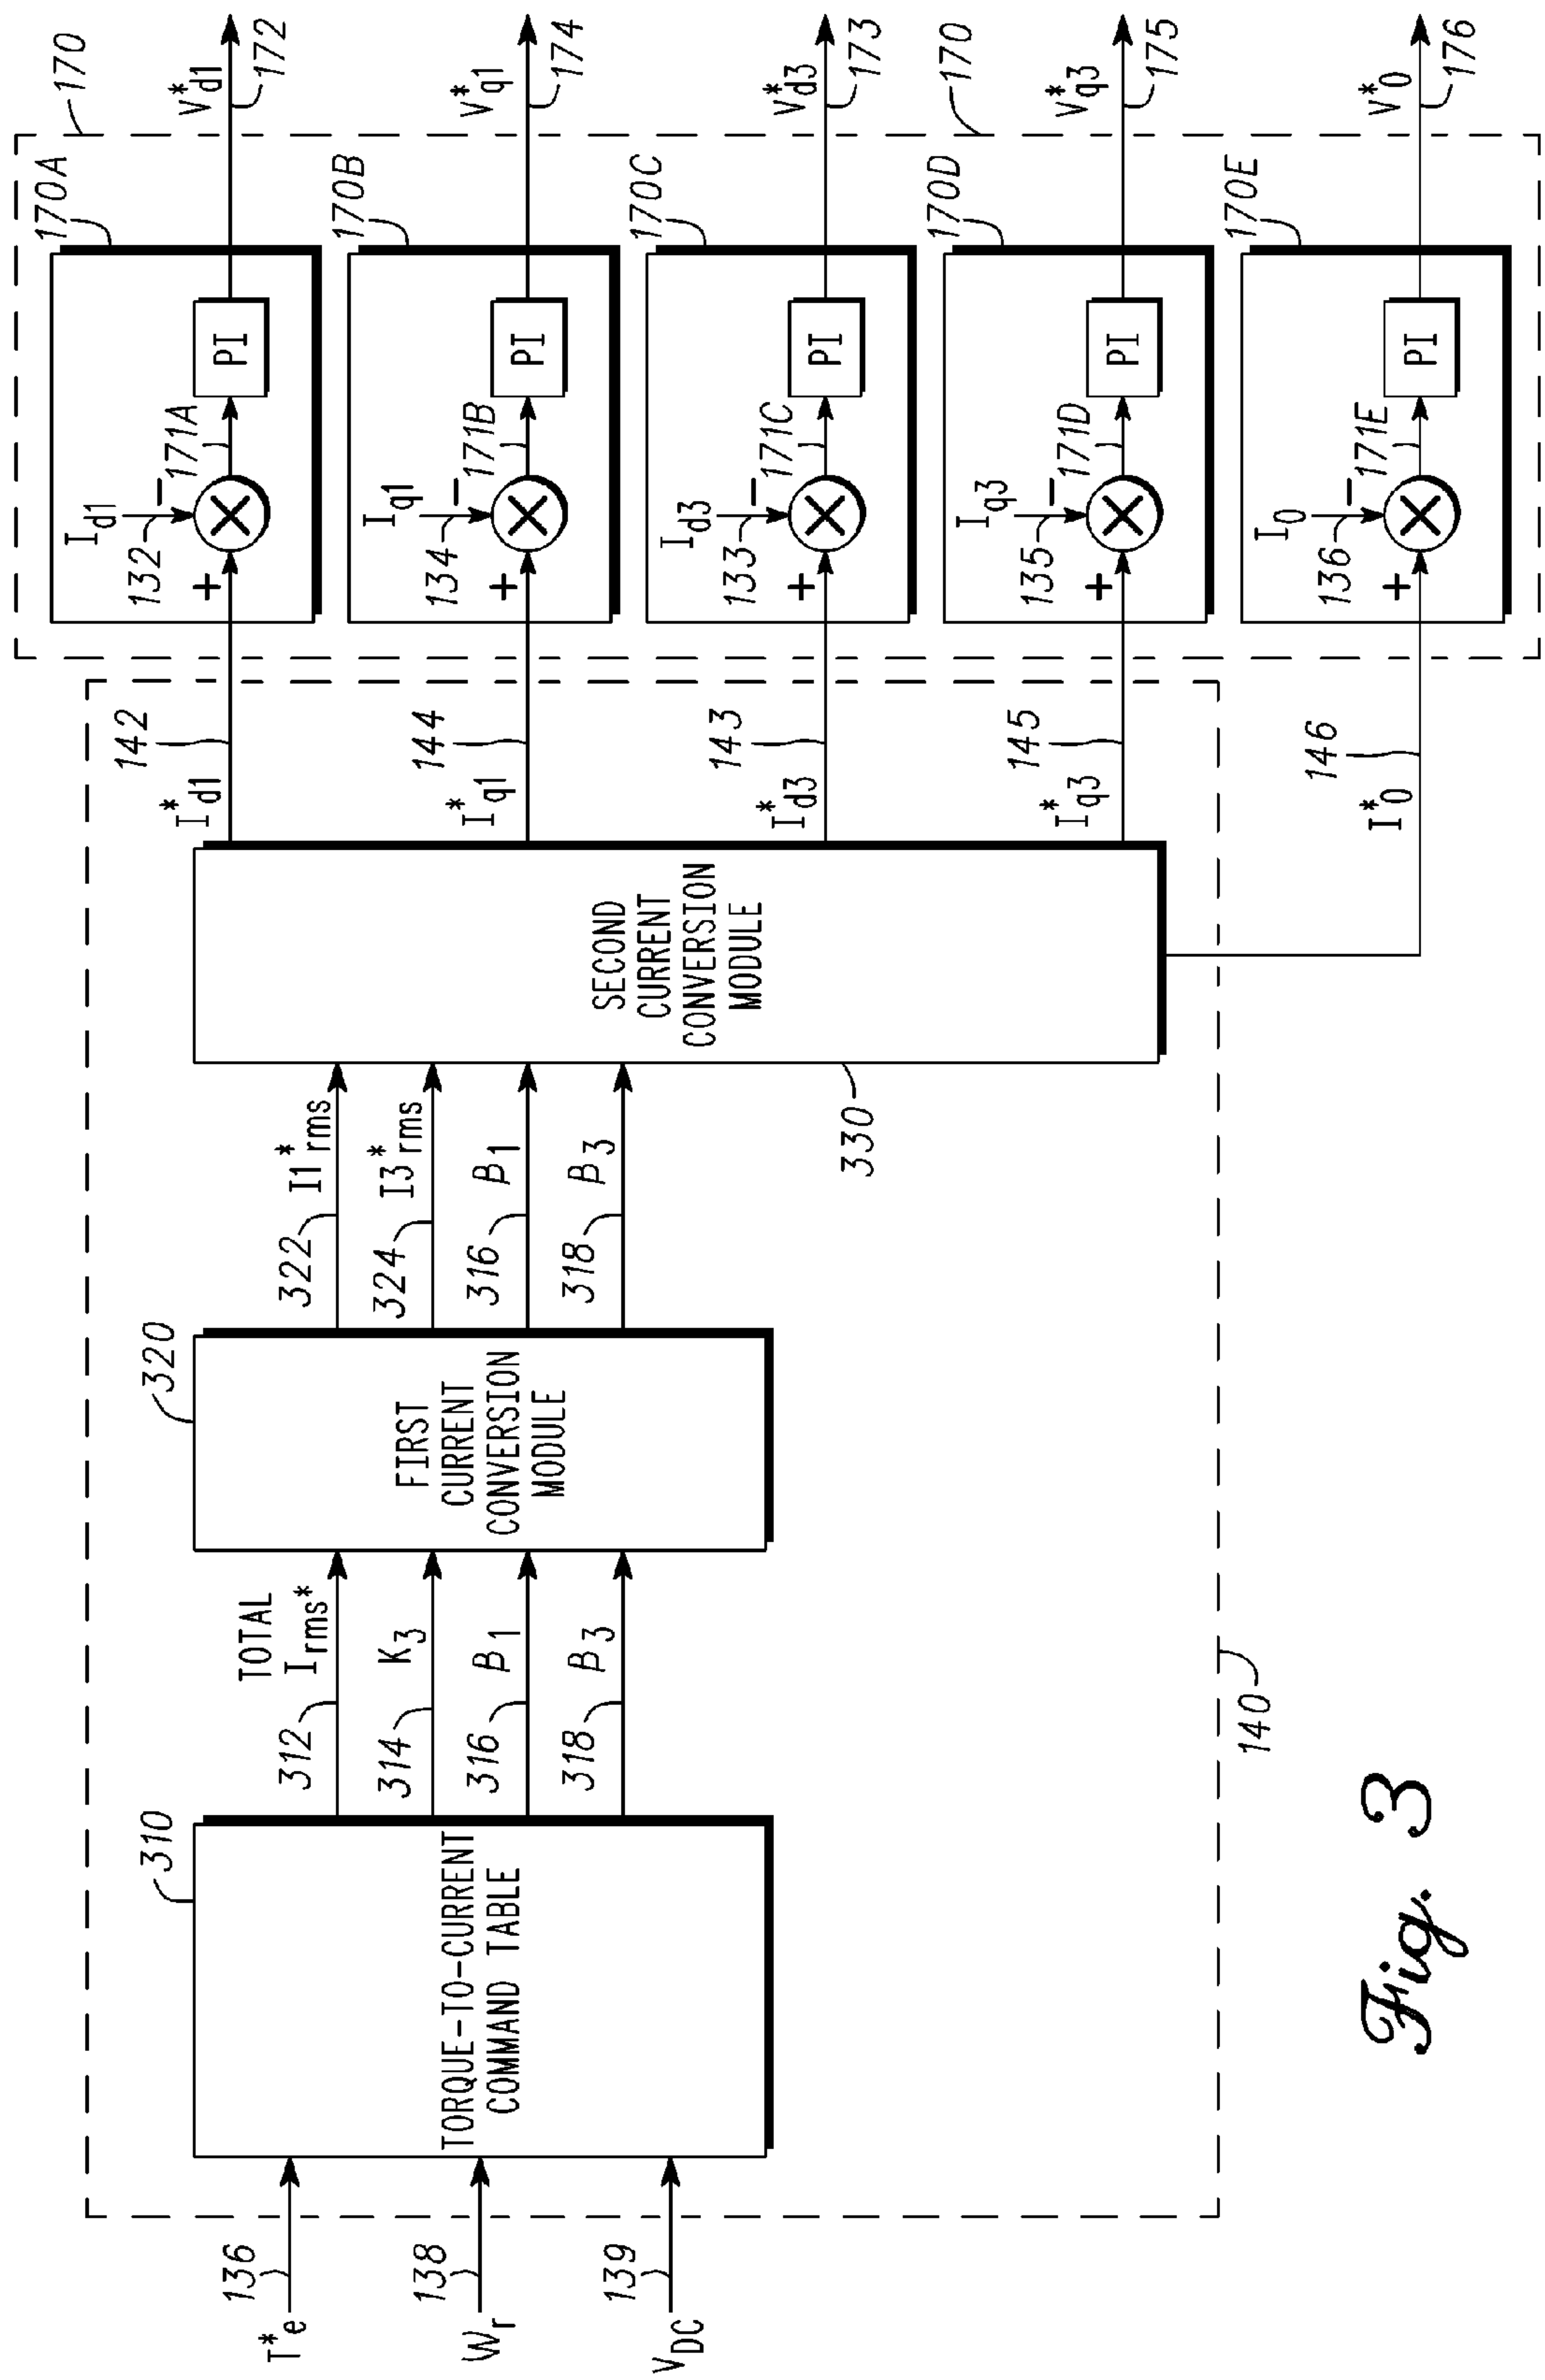 T*e
136
Wr
138
VDC
139
310
TORQUE-TO-CURRENT
COMMAND TABLE
TOTAL
Irms*
312
K3
314
B1
316
B3
318
320
FIRST
CURRENT
CONVERSION
MODULE
I1*rms
322
I3*rms
324
B1
316
B3
318
330
SECOND
CURRENT
CONVERSION
MODULE
140
I*d1
142
I*q1
144
I*d3
143
I*q3
145
I*0
146
170
170A
Id1
132
+
−
171A
PI
V*d1
172
170B
Iq1
134
+
−
171B
PI
V*q1
174
170C
Id3
133
+
−
171C
PI
V*d3
173
170
170D
Iq3
135
+
−
171D
PI
V*q3
175
170E
I0
136
+
−
171E
PI
V*0
176
Fig. 3